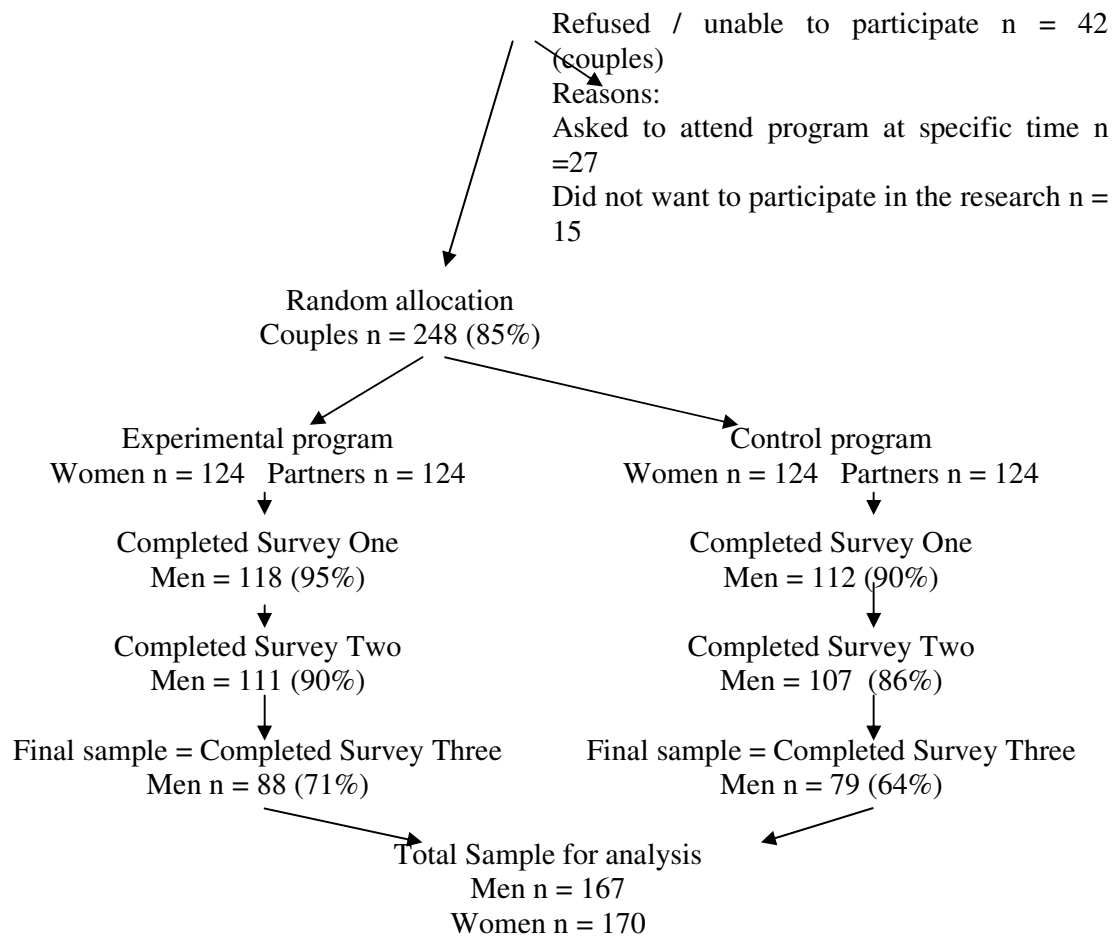 Refused / unable to participate n = 42
(couples)
Reasons:
Asked to attend program at specific time n
=27
Did not want to participate in the research n =
15
Random allocation
Couples n = 248 (85%)
Experimental program
Women n = 124 Partners n = 124
Control program
Women n = 124 Partners n = 124
Completed Survey One
Men = 118 (95%)
Completed Survey One
Men = 112 (90%)
Completed Survey Two
Men = 111 (90%)
Completed Survey Two
Men = 107 (86%)
Final sample = Completed Survey Three
Men n = 88 (71%)
Final sample = Completed Survey Three
Men n = 79 (64%)
Total Sample for analysis
Men n = 167
Women n = 170